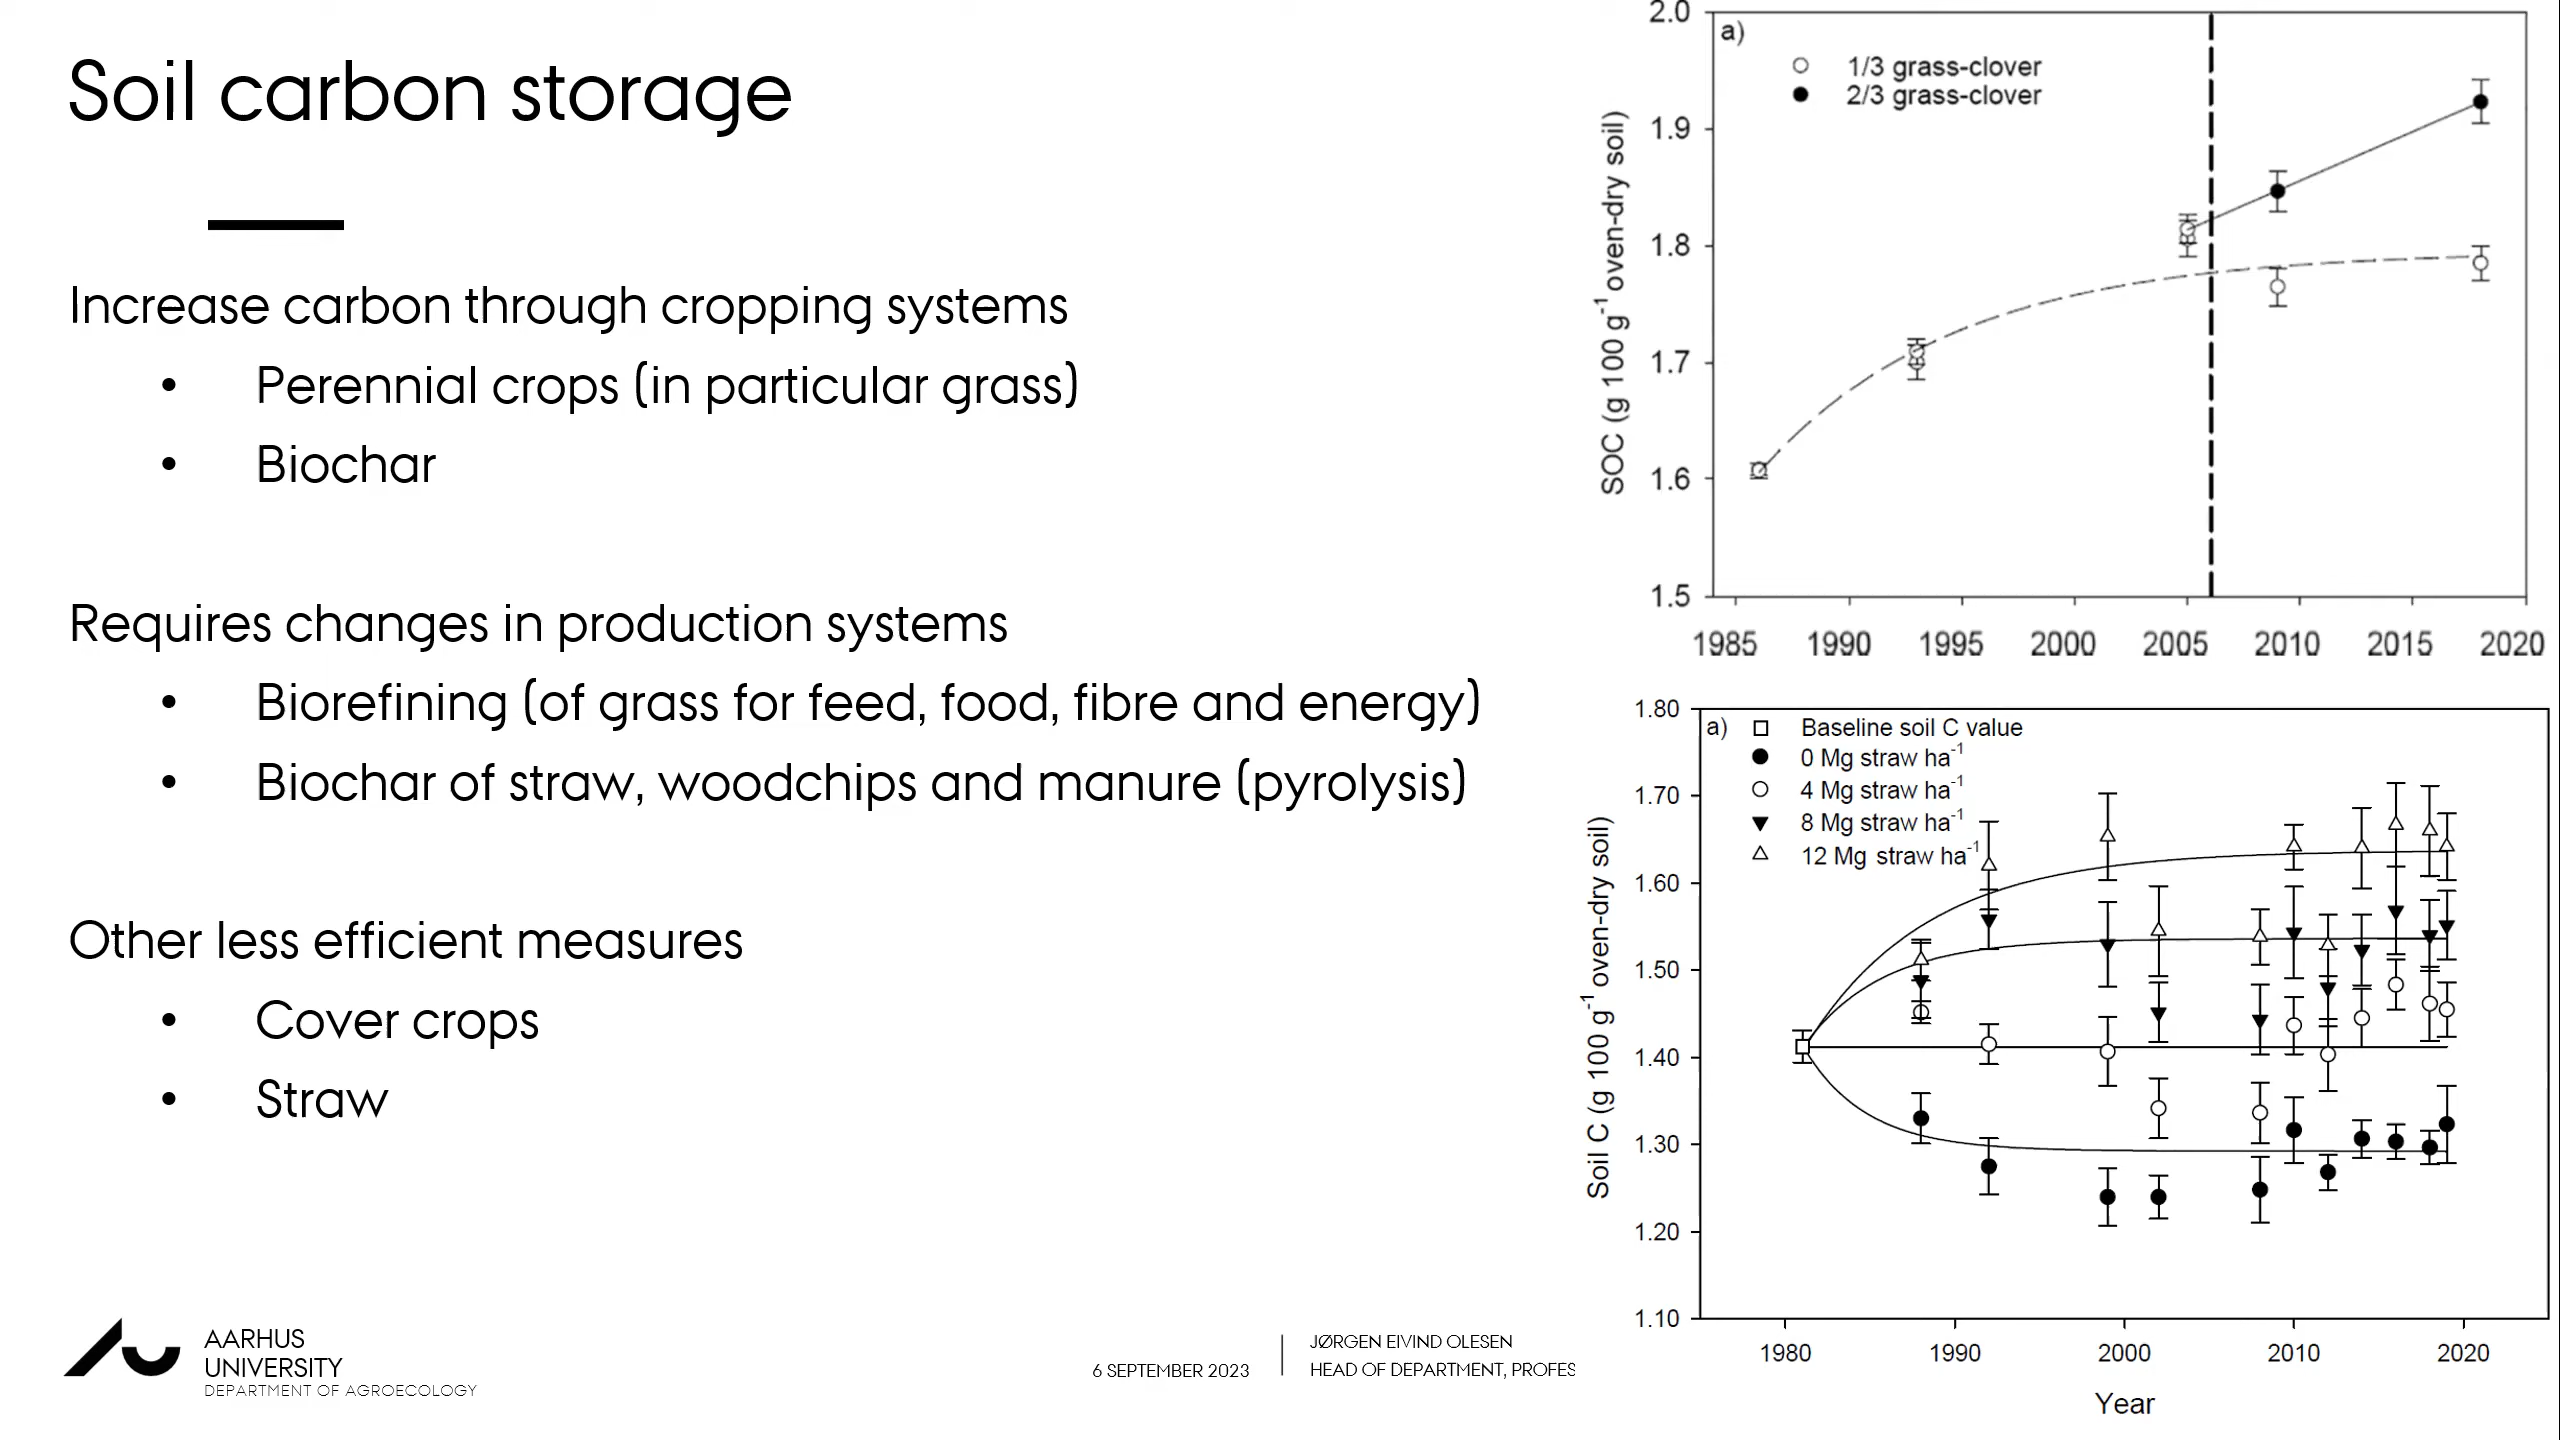 Soil carbon storage
Increase carbon through cropping systems
• Perennial crops (in particular grass)
• Biochar
Requires changes in production systems
• Biorefining (of grass for feed, food, fibre and energy)
• Biochar of straw, woodchips and manure (pyrolysis)
Other less efficient measures
• Cover crops
• Straw
AARHUS
UNIVERSITY
DEPARTMENT OF AGROECOLOGY
6 SEPTEMBER 2023
JØRGEN EIVIND OLESEN
HEAD OF DEPARTMENT, PROFES
a)
1/3 grass-clover
2/3 grass-clover
SOC (g 100 g⁻¹ oven-dry soil)
2.0
1.9
1.8
1.7
1.6
1.5
1985 1990 1995 2000 2005 2010 2015 2020
a)
Baseline soil C value
0 Mg straw ha⁻¹
4 Mg straw ha⁻¹
8 Mg straw ha⁻¹
12 Mg straw ha⁻¹
Soil C (g 100 g⁻¹ oven-dry soil)
1.80
1.70
1.60
1.50
1.40
1.30
1.20
1.10
1980 1990 2000 2010 2020
Year